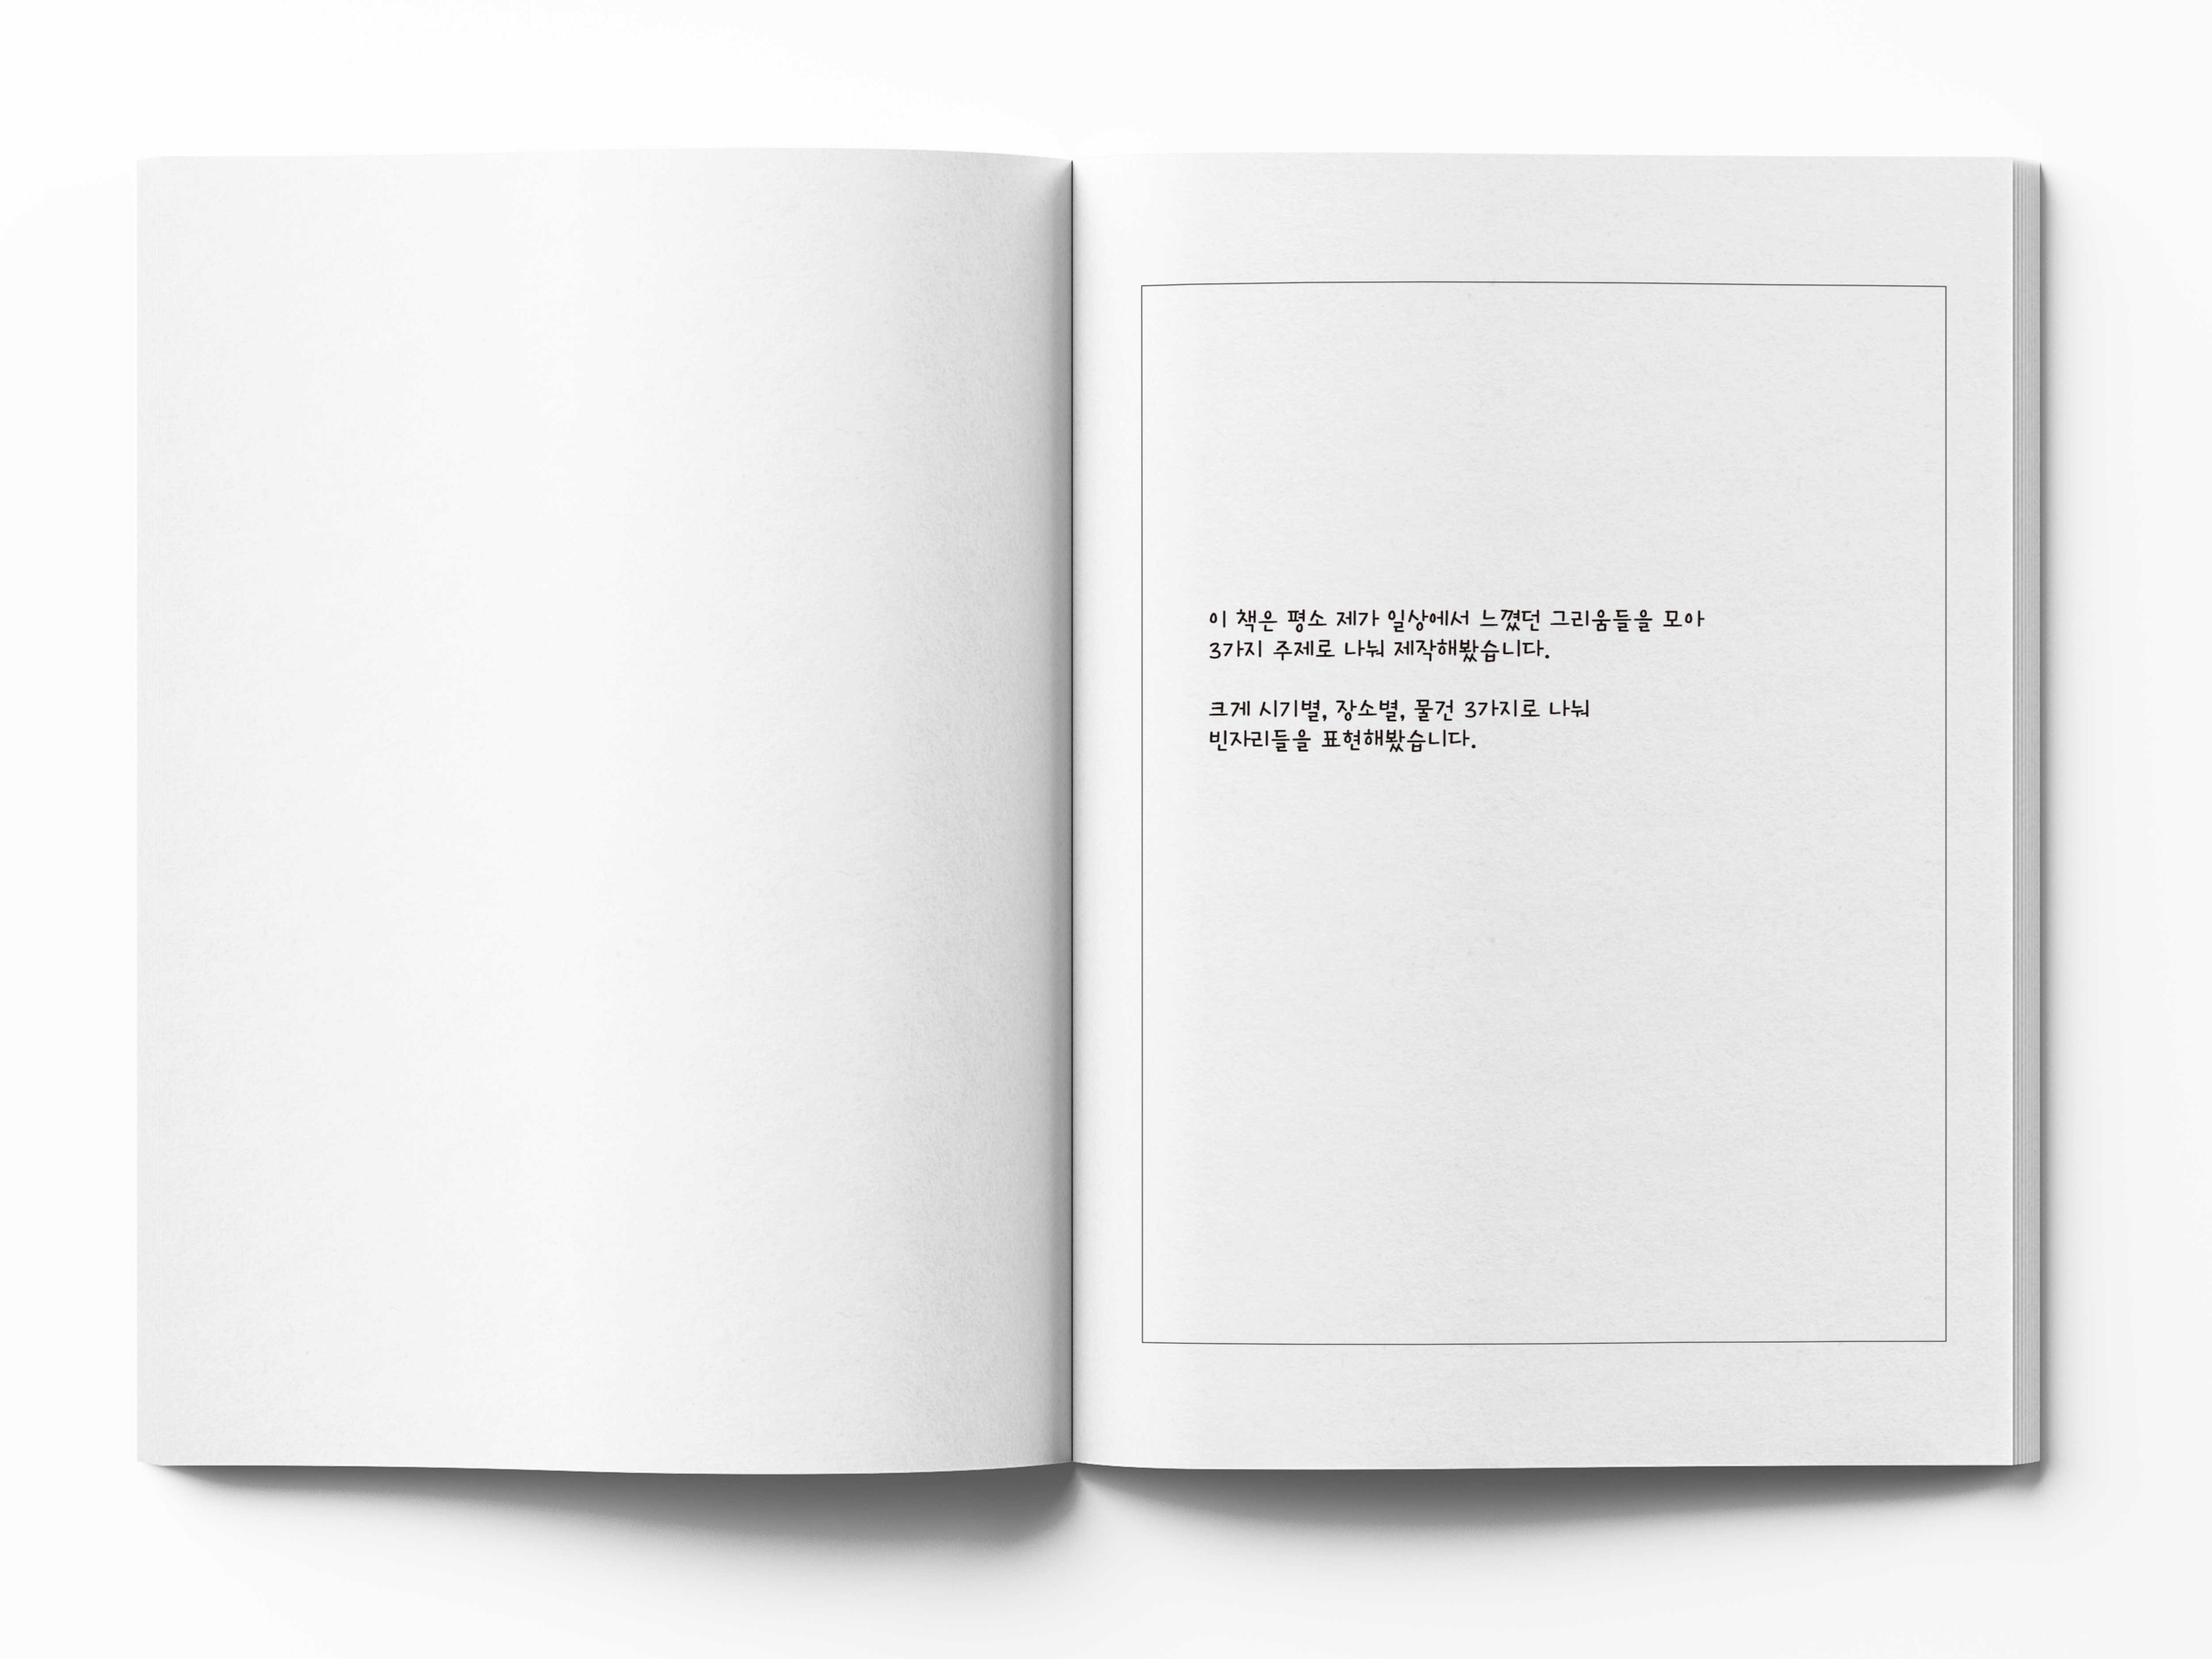 이 책은 평소 제가 일상에서 느꼈던 그리움들을 모아
3가지 주제로 나눠 제작해봤습니다.
크게 시기별, 장소별, 물건 3가지로 나눠
빈자리들을 표현해봤습니다.